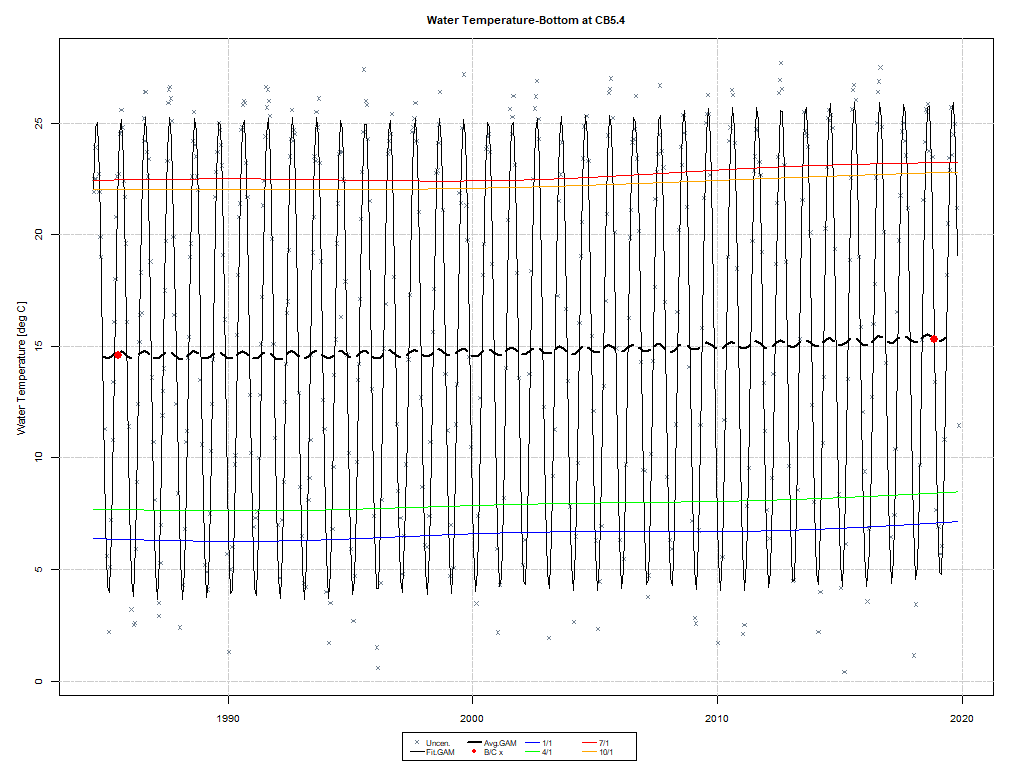 Water Temperature-Bottom at CB5.4
Water Temperature [deg C]
25
20
15
10
5
0
1990 2000 2010 2020
Uncen. Avg.GAM 1/1 7/1
Fit.GAM B/C x 4/1 10/1